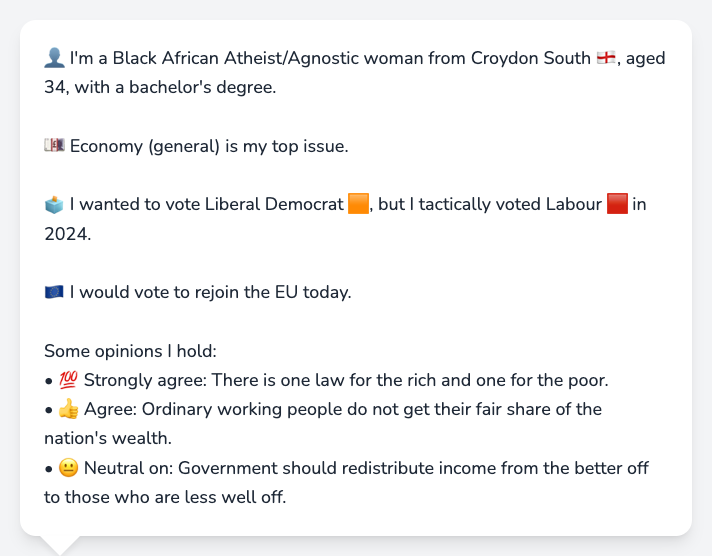 👤 I'm a Black African Atheist/Agnostic woman from Croydon South 🏴󠁧󠁢󠁥󠁮󠁧󠁿, aged
34, with a bachelor's degree.
💷 Economy (general) is my top issue.
🗳️ I wanted to vote Liberal Democrat 🟧, but I tactically voted Labour 🟥 in
2024.
🇪🇺 I would vote to rejoin the EU today.
Some opinions I hold:
• 💯 Strongly agree: There is one law for the rich and one for the poor.
• 👍 Agree: Ordinary working people do not get their fair share of the
nation's wealth.
• 😐 Neutral on: Government should redistribute income from the better off
to those who are less well off.